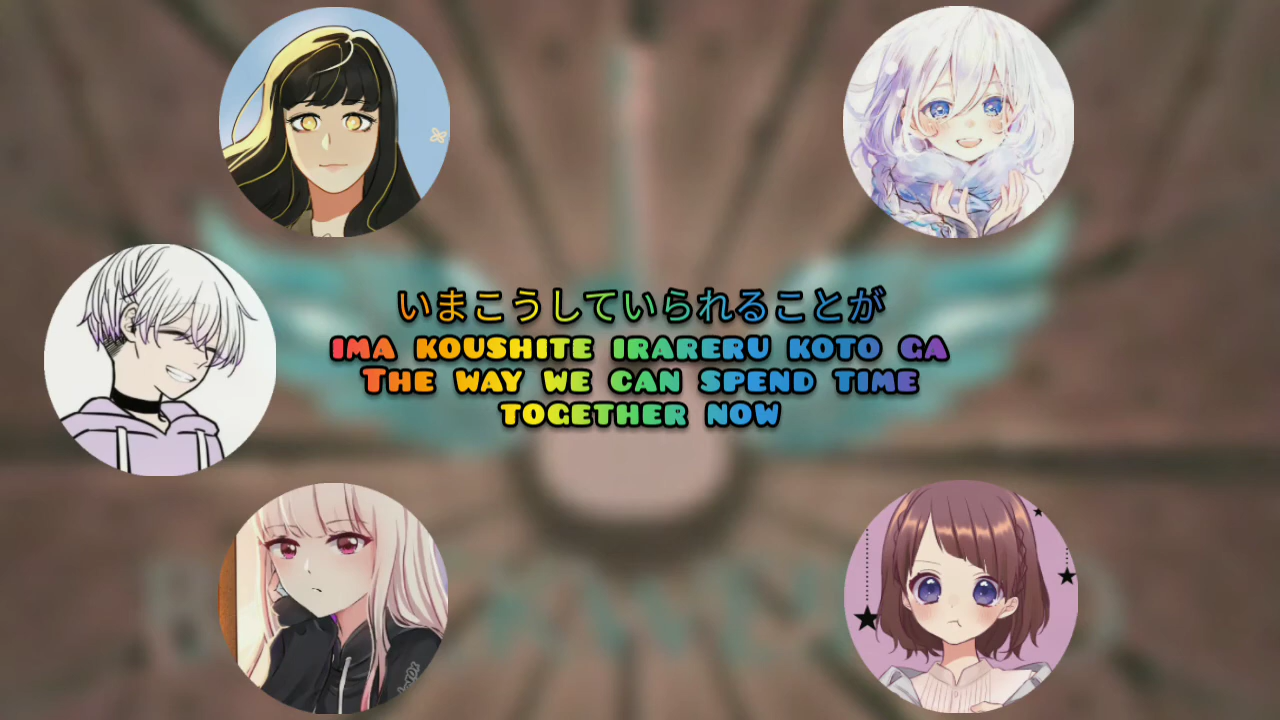 いまこうしていられることが
IMA KOUSHITE IRARERU KOTO GA
THE WAY WE CAN SPEND TIME
TOGETHER NOW